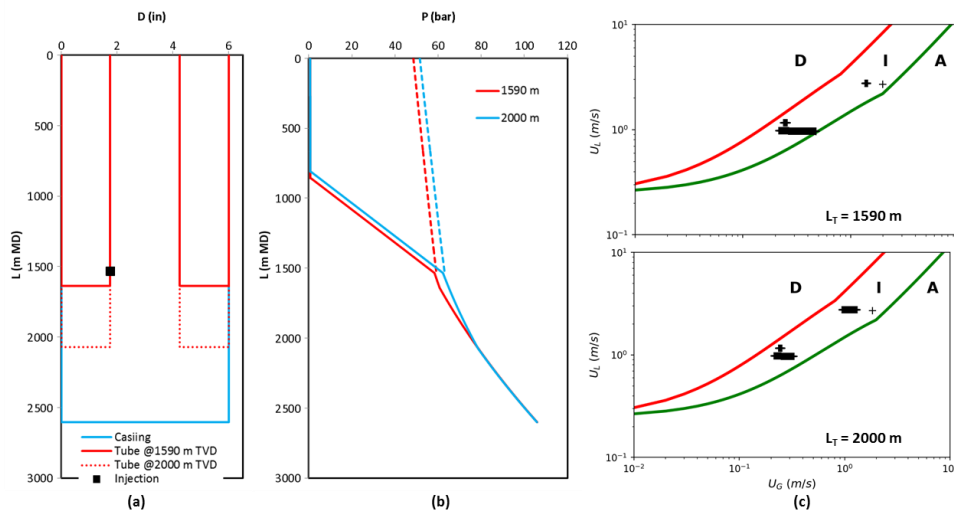 D (in)
0 2 4 6
0
500
1000
1500
2000
2500
3000
L (m MD)
Casiing
Tube @1590 m TVD
Tube @2000 m TVD
Injection
(a)
P (bar)
0 20 40 60 80 100 120
0
500
1000
1500
2000
2500
3000
L (m MD)
1590 m
2000 m
(b)
10¹
10⁰
10⁻¹
U_L (m/s)
D I A
L_T = 1590 m
10¹
10⁰
10⁻¹
U_L (m/s)
D I A
L_T = 2000 m
10⁻² 10⁻¹ 10⁰ 10
U_G (m/s)
(c)